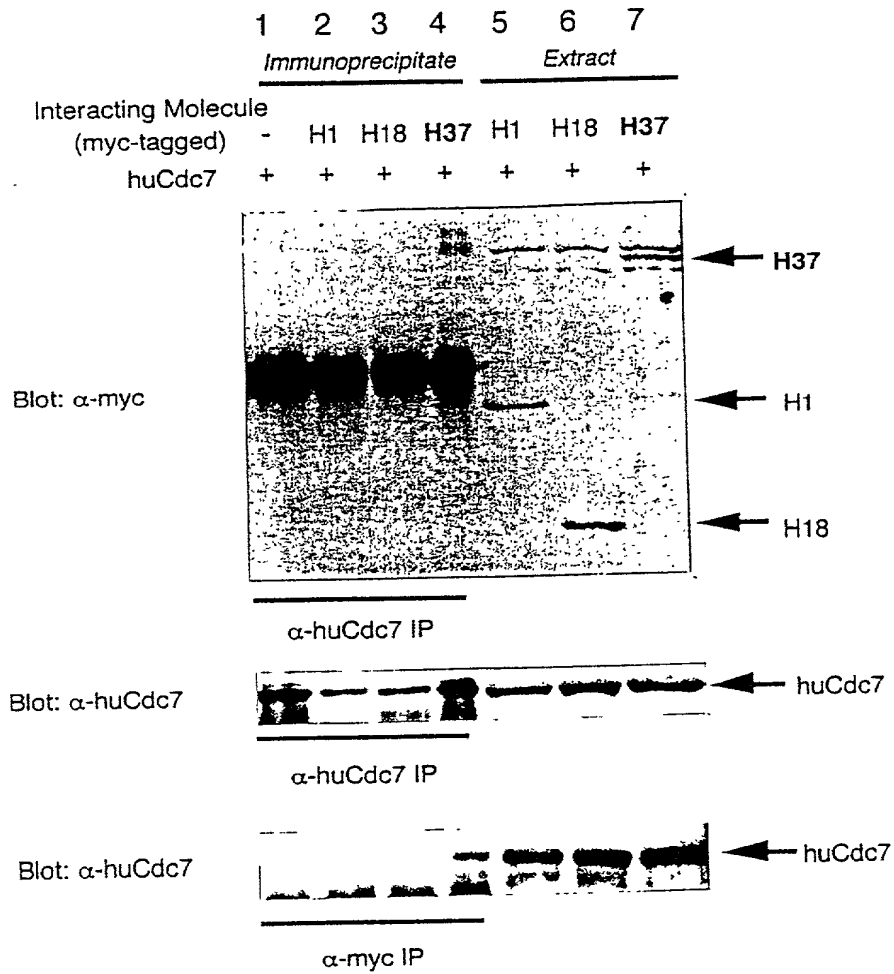 1 2 3 4 5 6 7
Immunoprecipitate Extract
Interacting Molecule
(myc-tagged) - H1 H18 H37 H1 H18 H37
huCdc7 + + + + + + +
H37
Blot: α-myc H1
H18
α-huCdc7 IP
Blot: α-huCdc7 huCdc7
α-huCdc7 IP
Blot: α-huCdc7 huCdc7
α-myc IP